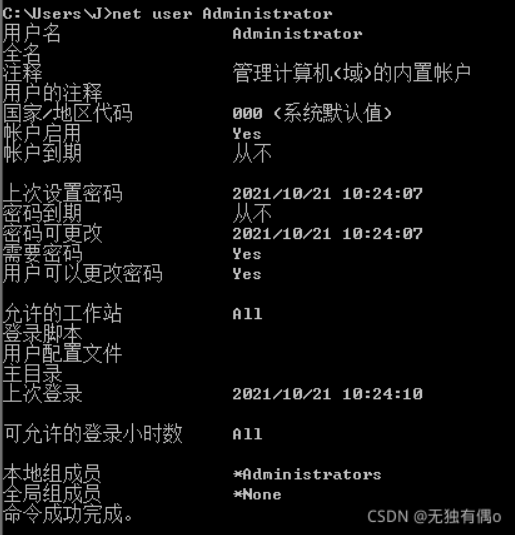 C:\Users\J>net user Administrator
用户名 Administrator
全名
注释 管理计算机(域)的内置帐户
用户的注释
国家/地区代码 000 (系统默认值)
帐户启用 Yes
帐户到期 从不
上次设置密码 2021/10/21 10:24:07
密码到期 从不
密码可更改 2021/10/21 10:24:07
需要密码 Yes
用户可以更改密码 Yes
允许的工作站 All
登录脚本
用户配置文件
主目录
上次登录 2021/10/21 10:24:10
可允许的登录小时数 All
本地组成员 *Administrators
全局组成员 *None
命令成功完成。
CSDN @无独有偶o